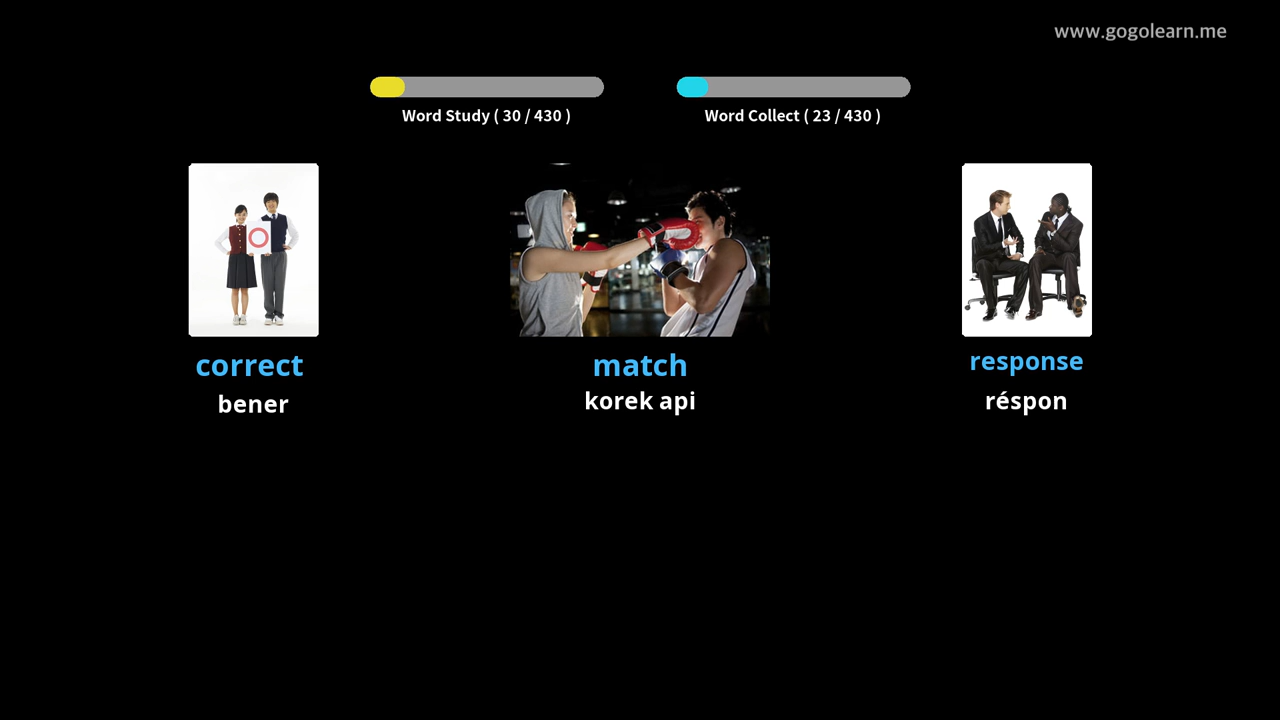 www.gogolearn.me
Word Study ( 30 / 430 )
Word Collect ( 23 / 430 )
correct
bener
match
korek api
response
réspon